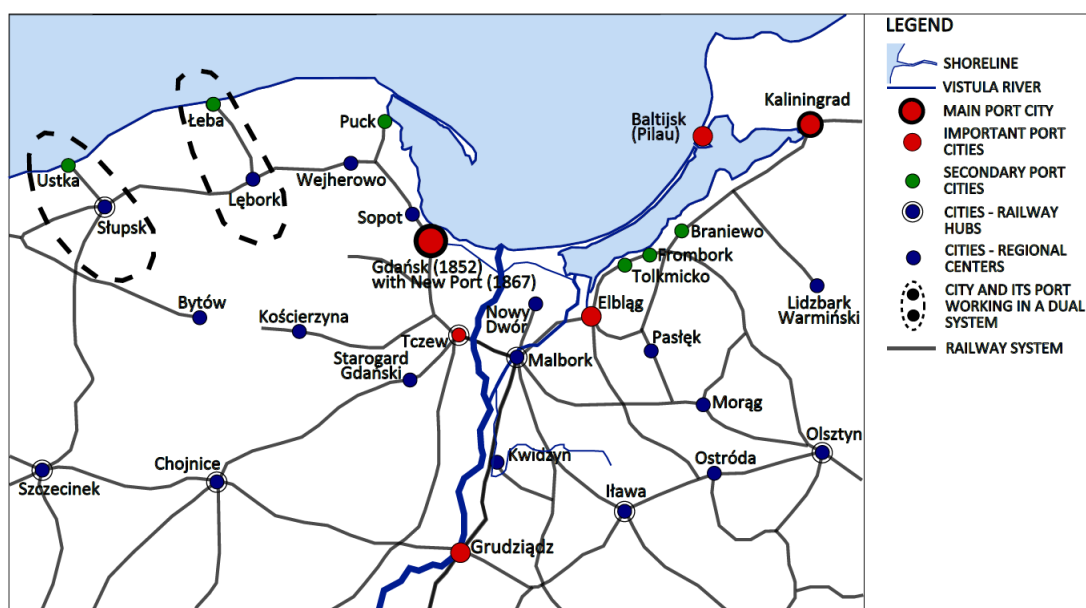 Łeba
Puck
Ustka
Słupsk
Lębork
Wejherowo
Sopot
Baltijsk
(Pilau)
Kaliningrad
Gdańsk (1852)
with New Port (1867)
Braniewo
Frombork
Tolkmicko
Elbląg
Lidzbark
Warmiński
Bytów
Kościerzyna
Nowy
Dwór
Tczew
Malbork
Pasłęk
Starogard
Gdański
Morąg
Szczecinek
Chojnice
Kwidzyn
Ostróda
Olsztyn
Iława
Grudziądz
LEGEND
SHORELINE
VISTULA RIVER
MAIN PORT CITY
IMPORTANT PORT
CITIES
SECONDARY PORT
CITIES
CITIES - RAILWAY
HUBS
CITIES - REGIONAL
CENTERS
CITY AND ITS PORT
WORKING IN A DUAL
SYSTEM
RAILWAY SYSTEM